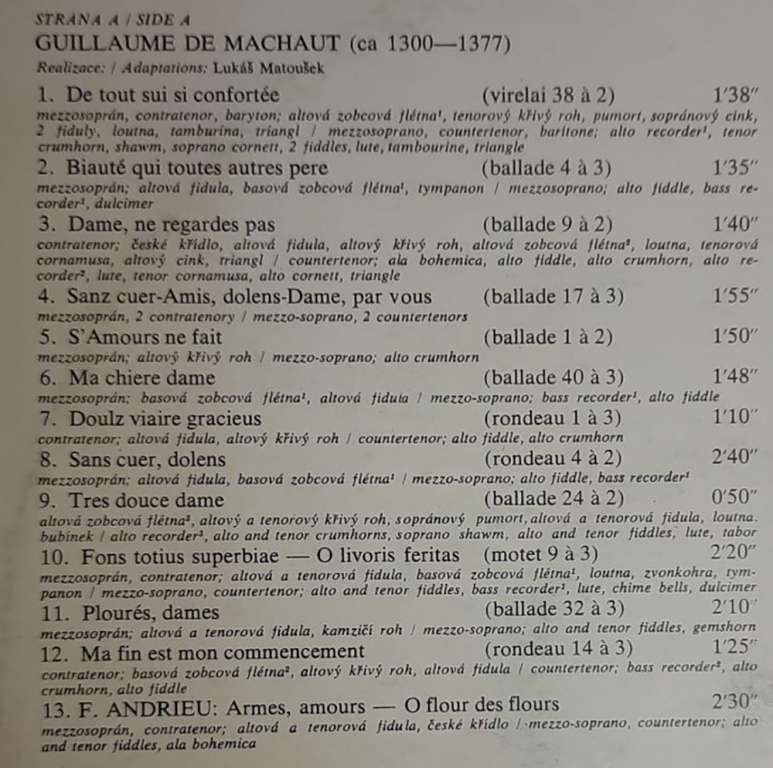 STRANA A / SIDE A
GUILLAUME DE MACHAUT (ca 1300—1377)
Realizace: / Adaptations: Lukáš Matoušek
1. De tout sui si confortée (virelai 38 à 2) 1'38"
mezzosoprán, contratenor, baryton; altová zobcová flétna¹, tenorový křivý roh, pumort, sopránový cink,
2 fiduly, loutna, tamburína, triangl / mezzosoprano, countertenor, baritone; alto recorder¹, tenor
crumhorn, shawm, soprano cornett, 2 fiddles, lute, tambourine, triangle
2. Biauté qui toutes autres pere (ballade 4 à 3) 1'35"
mezzosoprán; altová fidula, basová zobcová flétna¹, tympanon / mezzosoprano; alto fiddle, bass re-
corder¹, dulcimer
3. Dame, ne regardes pas (ballade 9 à 2) 1'40"
contratenor; české křídlo, altová fidula, altový křivý roh, altová zobcová flétna², loutna, tenorová
cornamusa, altový cink, triangl / countertenor; ala bohemica, alto fiddle, alto crumhorn, alto re-
corder², lute, tenor cornamusa, alto cornett, triangle
4. Sanz cuer-Amis, dolens-Dame, par vous (ballade 17 à 3) 1'55"
mezzosoprán, 2 contratenory / mezzo-soprano, 2 countertenors
5. S'Amours ne fait (ballade 1 à 2) 1'50"
mezzosoprán; altový křivý roh / mezzo-soprano; alto crumhorn
6. Ma chiere dame (ballade 40 à 3) 1'48"
mezzosoprán; basová zobcová flétna¹, altová fidula / mezzo-soprano; bass recorder¹, alto fiddle
7. Doulz viaire gracieus (rondeau 1 à 3) 1'10"
contratenor; altová fidula, altový křivý roh / countertenor; alto fiddle, alto crumhorn
8. Sans cuer, dolens (rondeau 4 à 2) 2'40"
mezzosoprán; altová fidula, basová zobcová flétna¹ / mezzo-soprano; alto fiddle, bass recorder¹
9. Tres douce dame (ballade 24 à 2) 0'50"
altová zobcová flétna², altový a tenorový křivý roh, sopránový pumort, altová a tenorová fidula, loutna.
bubínek / alto recorder², alto and tenor crumhorns, soprano shawm, alto and tenor fiddles, lute, tabor
10. Fons totius superbiae — O livoris feritas (motet 9 à 3) 2'20"
mezzosoprán, contratenor; altová a tenorová fidula, basová zobcová flétna¹, loutna, zvonkohra, tym-
panon / mezzo-soprano, countertenor; alto and tenor fiddles, bass recorder¹, lute, chime bells, dulcimer
11. Plourés, dames (ballade 32 à 3) 2'10"
mezzosoprán; altová a tenorová fidula, kamzičí roh / mezzo-soprano; alto and tenor fiddles, gemshorn
12. Ma fin est mon commencement (rondeau 14 à 3) 1'25"
contratenor; basová zobcová flétna², altový křivý roh, altová fidula / countertenor; bass recorder², alto
crumhorn, alto fiddle
13. F. ANDRIEU: Armes, amours — O flour des flours 2'30"
mezzosoprán, contratenor; altová a tenorová fidula, české křídlo / mezzo-soprano, countertenor; alto
and tenor fiddles, ala bohemica